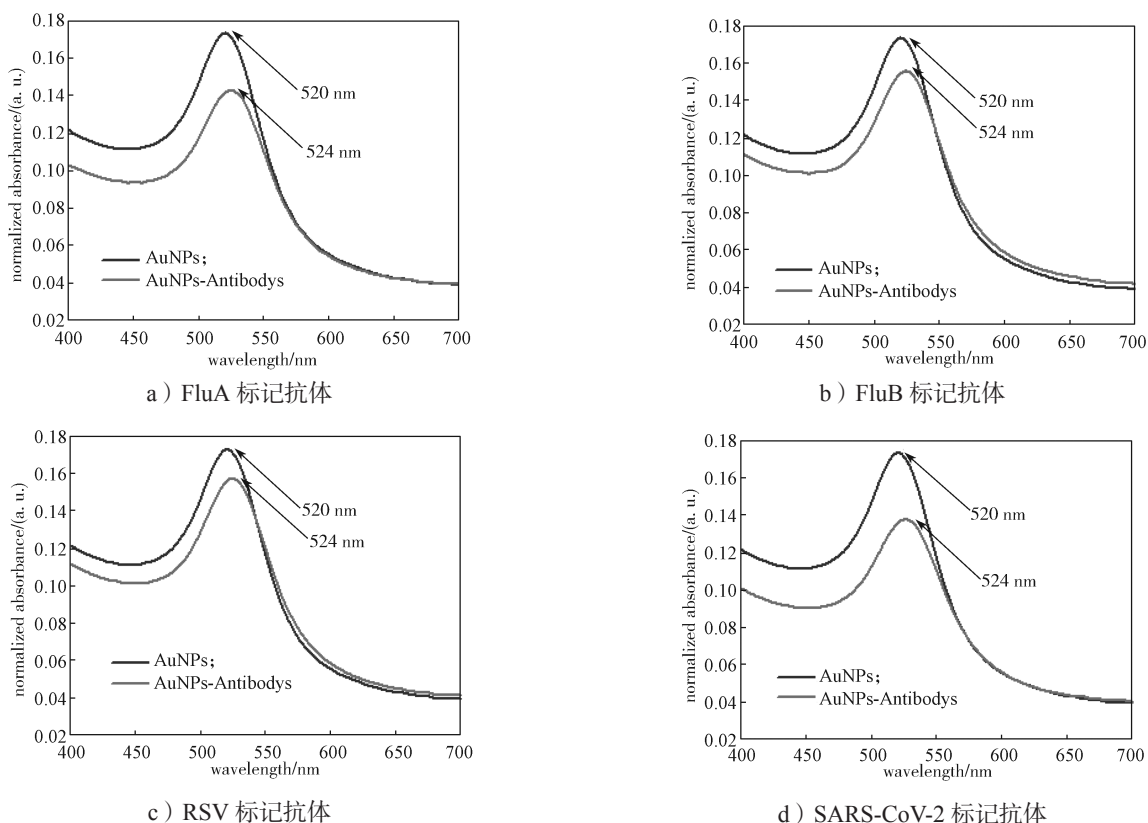 0.18
0.16
0.14
0.12
0.10
0.08
0.06
0.04
0.02
normalized absorbance/(a. u.)
520 nm
524 nm
AuNPs；
AuNPs-Antibodys
400 450 500 550 600 650 700
wavelength/nm
a）FluA 标记抗体
0.18
0.16
0.14
0.12
0.10
0.08
0.06
0.04
0.02
normalized absorbance/(a. u.)
520 nm
524 nm
AuNPs；
AuNPs-Antibodys
400 450 500 550 600 650 700
wavelength/nm
b）FluB 标记抗体
0.18
0.16
0.14
0.12
0.10
0.08
0.06
0.04
0.02
normalized absorbance/(a. u.)
520 nm
524 nm
AuNPs；
AuNPs-Antibodys
400 450 500 550 600 650 700
wavelength/nm
c）RSV 标记抗体
0.18
0.16
0.14
0.12
0.10
0.08
0.06
0.04
0.02
normalized absorbance/(a. u.)
520 nm
524 nm
AuNPs；
AuNPs-Antibodys
400 450 500 550 600 650 700
wavelength/nm
d）SARS-CoV-2 标记抗体